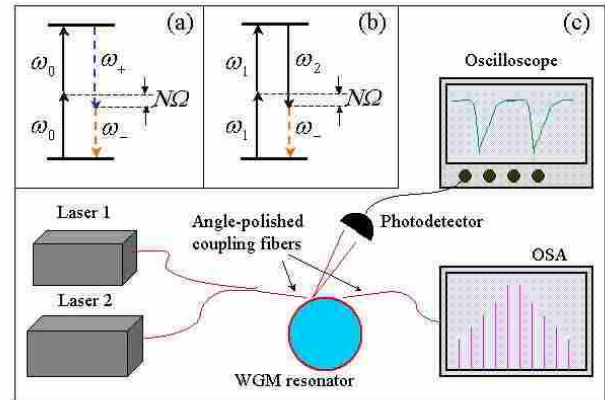 (a)
ω₀
ω₊
NΩ
ω₀
ω₋
(b)
ω₁
ω₂
NΩ
ω₁
ω₋
(c)
Oscilloscope
Laser 1
Angle-polished
coupling fibers
Photodetector
Laser 2
OSA
WGM resonator